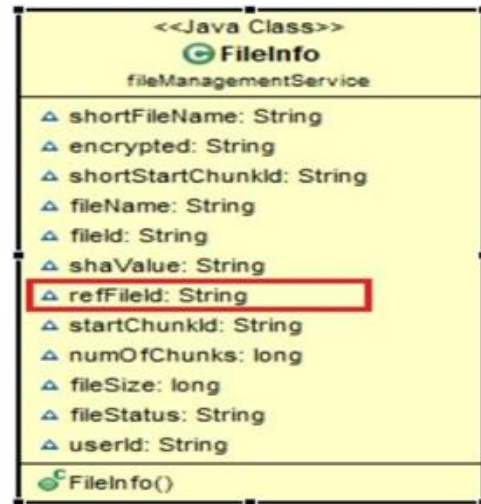 <<Java Class>>
FileInfo
fileManagementService
shortFileName: String
encrypted: String
shortStartChunkId: String
fileName: String
fileId: String
shaValue: String
refFileId: String
startChunkId: String
numOfChunks: long
fileSize: long
fileStatus: String
userId: String
FileInfo()